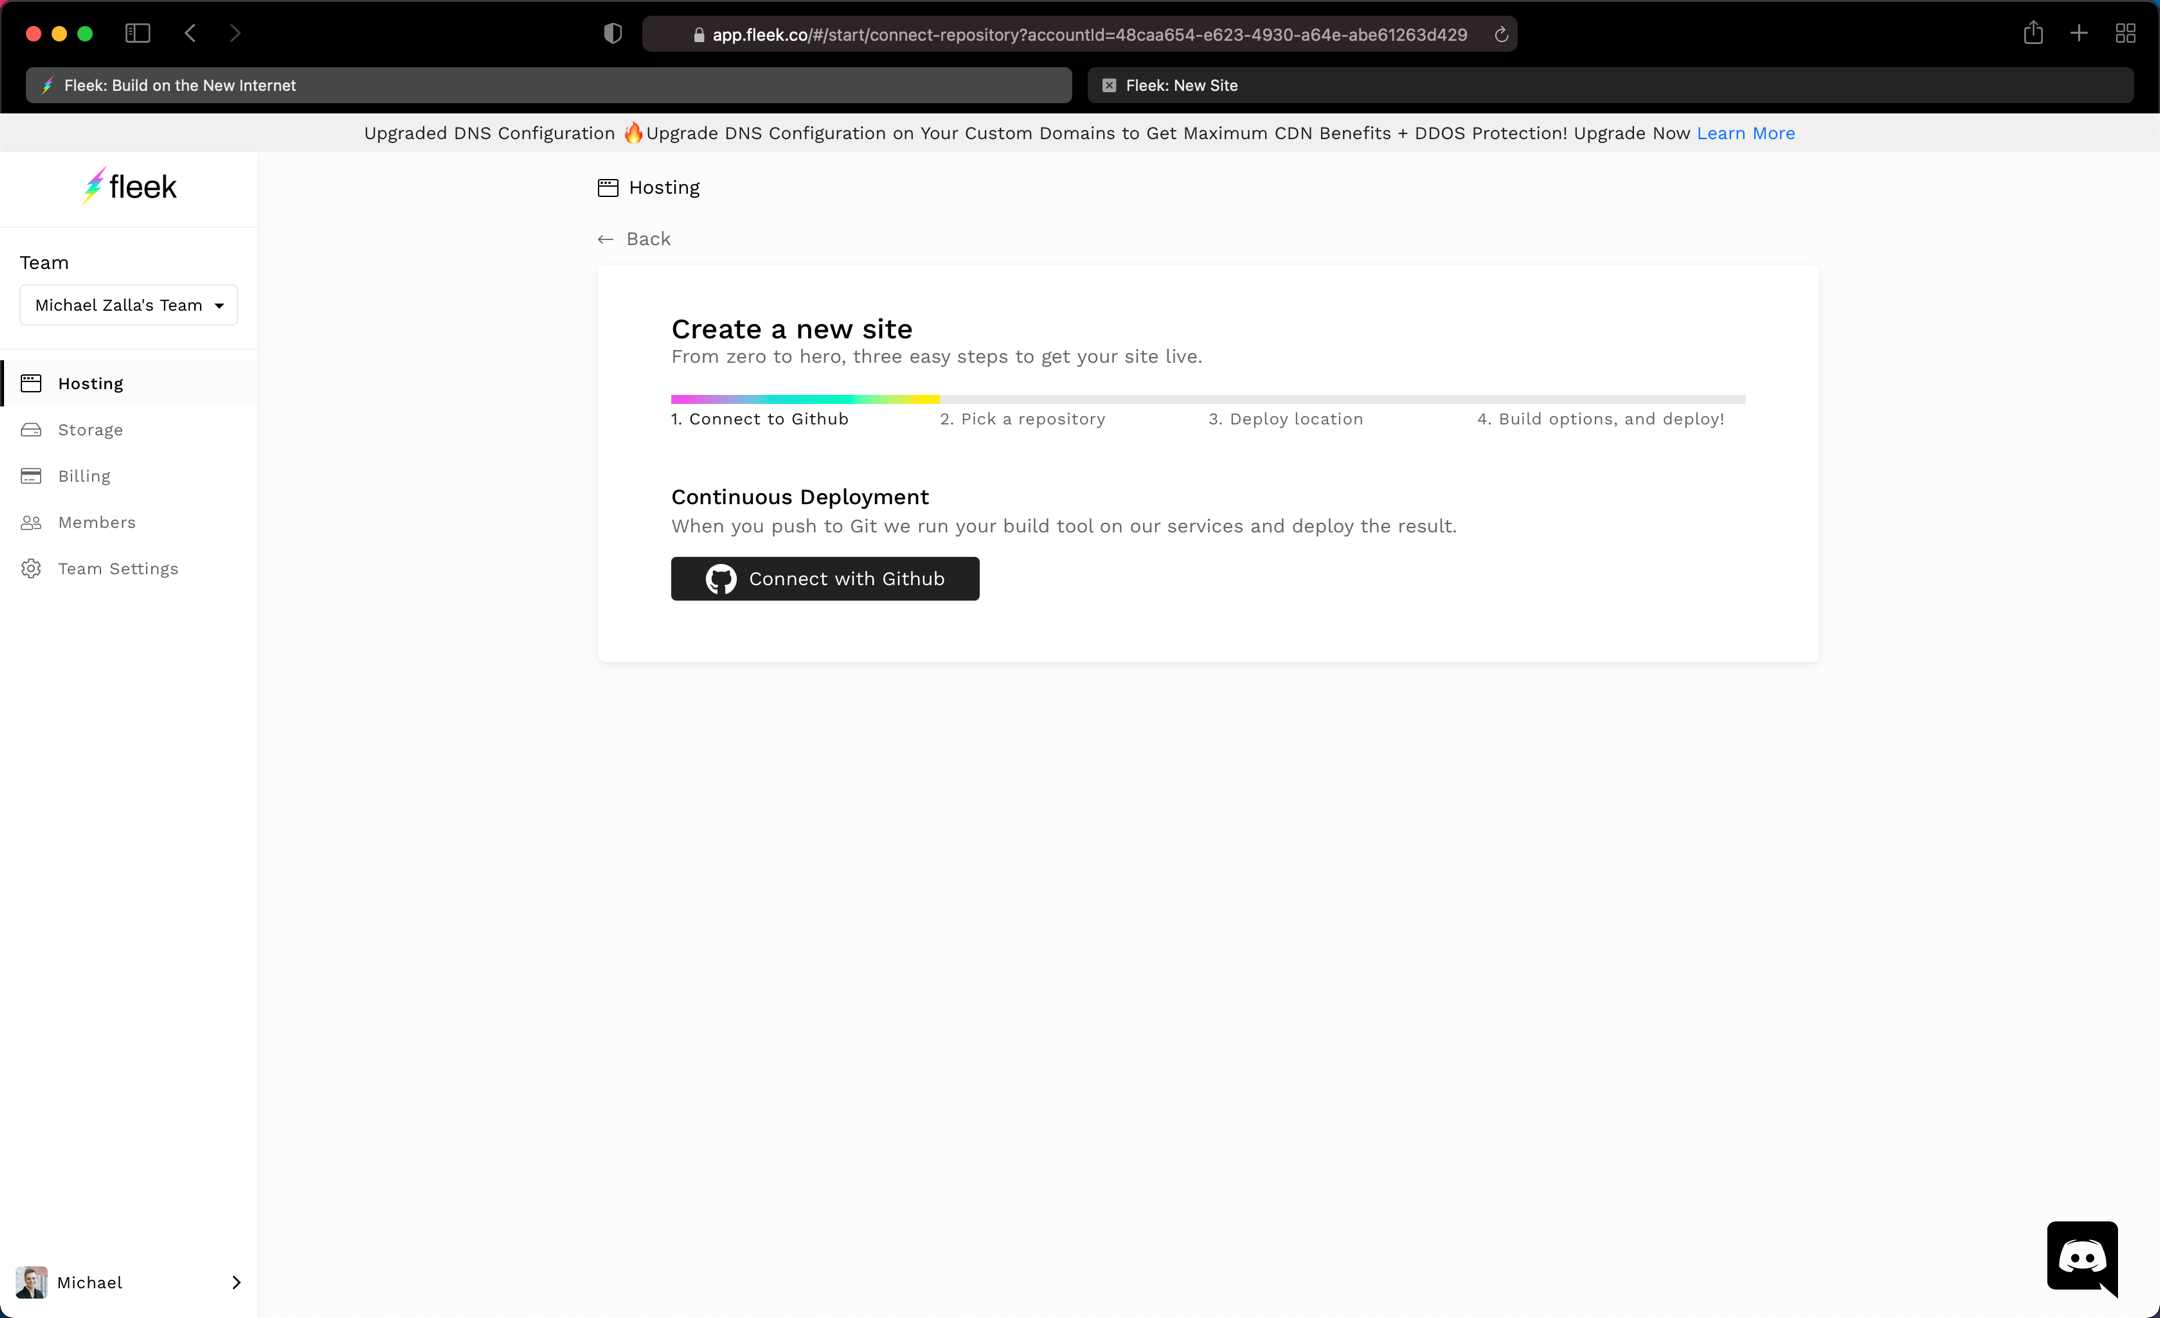 app.fleek.co/#/start/connect-repository?accountId=48caa654-e623-4930-a64e-abe61263d429
Fleek: Build on the New Internet
Fleek: New Site
Upgraded DNS Configuration 🔥Upgrade DNS Configuration on Your Custom Domains to Get Maximum CDN Benefits + DDOS Protection! Upgrade Now Learn More
fleek
Team
Michael Zalla's Team
Hosting
Storage
Billing
Members
Team Settings
Michael
Hosting
← Back
Create a new site
From zero to hero, three easy steps to get your site live.
1. Connect to Github
2. Pick a repository
3. Deploy location
4. Build options, and deploy!
Continuous Deployment
When you push to Git we run your build tool on our services and deploy the result.
Connect with Github